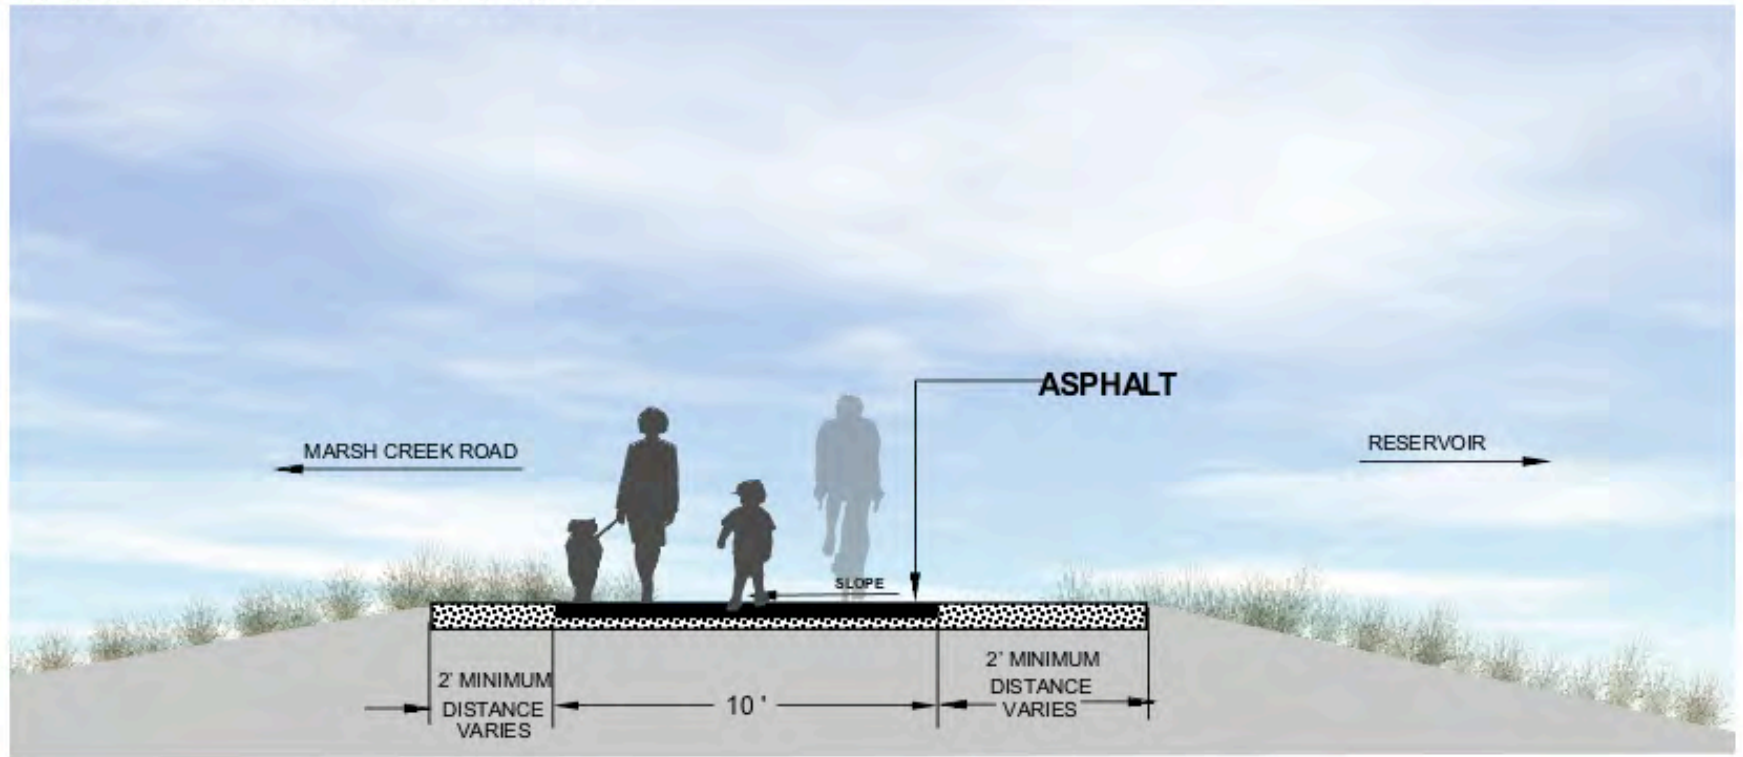 ASPHALT
MARSH CREEK ROAD
RESERVOIR
SLOPE
2' MINIMUM
DISTANCE
VARIES
10 '
2' MINIMUM
DISTANCE
VARIES